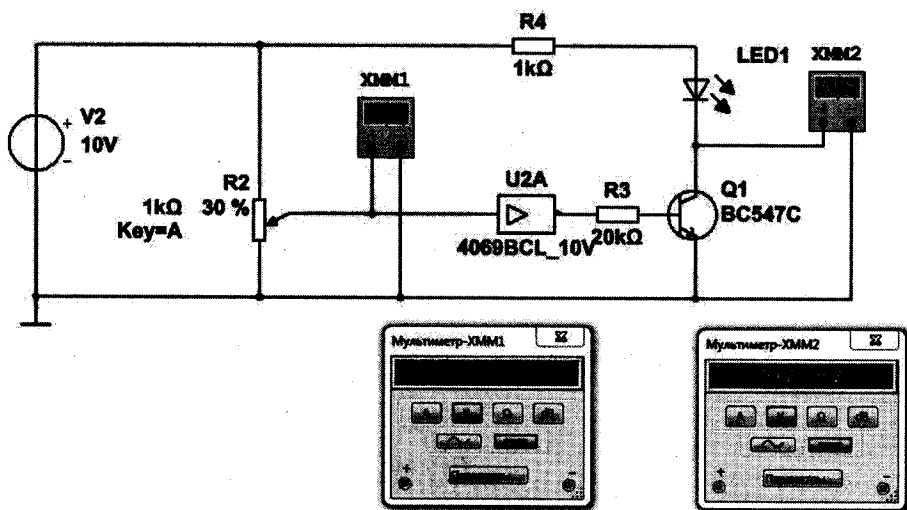 R4
1kΩ
LED1
XMM2
XMM1
V2
10V
R2
1kΩ
30 %
Key=A
U2A
4069BCL_10V
R3
20kΩ
Q1
BC547C
Мультиметр-XMM1
Мультиметр-XMM2
A
Ω
A
Ω
+
−
+
−